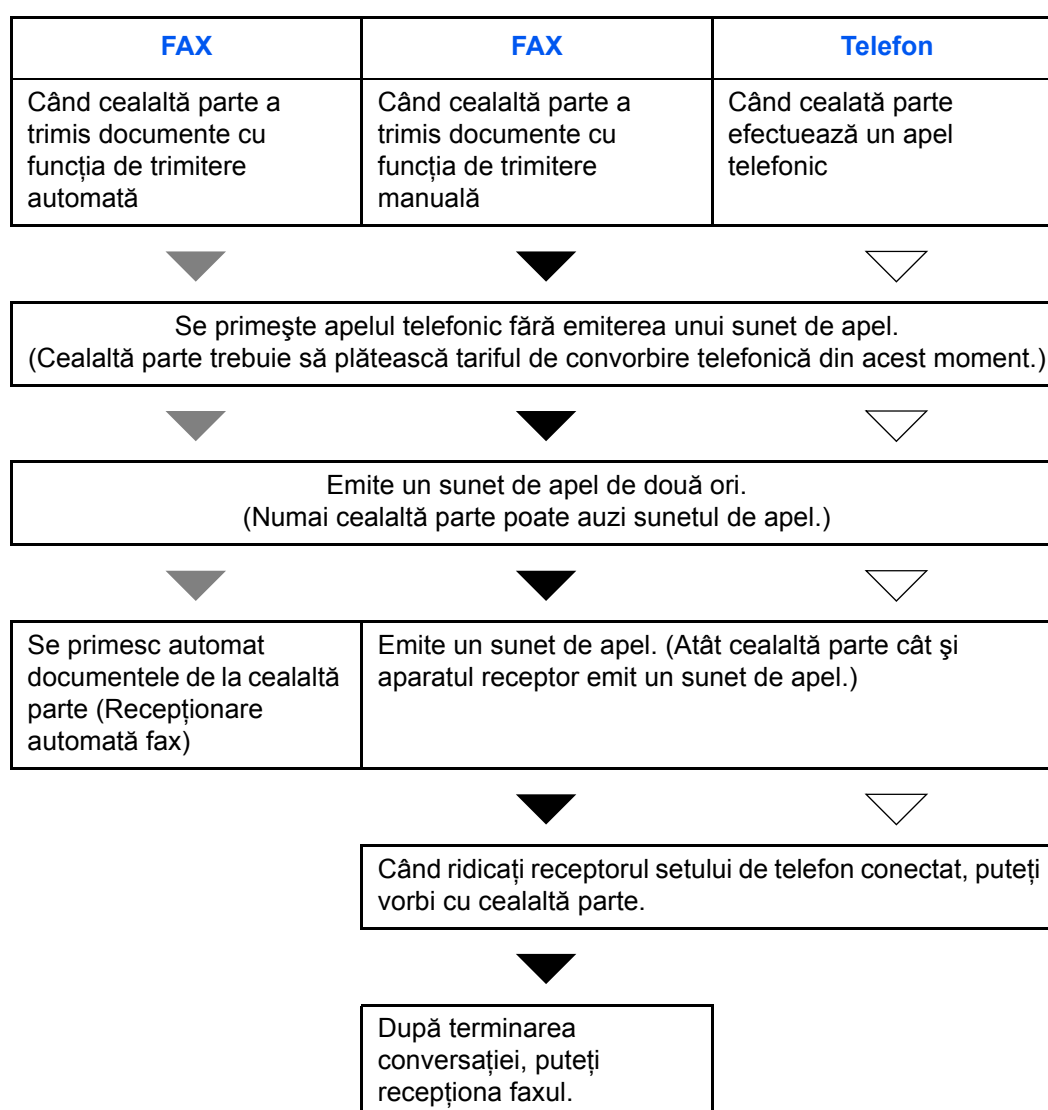 FAX
FAX
Telefon
Când cealaltă parte a
trimis documente cu
funcția de trimitere
automată
Când cealaltă parte a
trimis documente cu
funcția de trimitere
manuală
Când cealată parte
efectuează un apel
telefonic
Se primeşte apelul telefonic fără emiterea unui sunet de apel.
(Cealaltă parte trebuie să plătească tariful de convorbire telefonică din acest moment.)
Emite un sunet de apel de două ori.
(Numai cealaltă parte poate auzi sunetul de apel.)
Se primesc automat
documentele de la cealaltă
parte (Recepționare
automată fax)
Emite un sunet de apel. (Atât cealaltă parte cât şi
aparatul receptor emit un sunet de apel.)
Când ridicați receptorul setului de telefon conectat, puteți
vorbi cu cealaltă parte.
După terminarea
conversației, puteți
recepționa faxul.